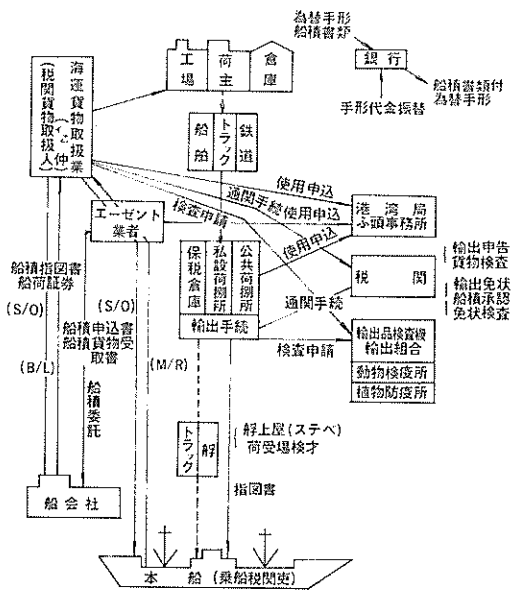 為替手形
船積書類
銀行
手形代金振替
船積書類付
為替手形
海運貨物取扱業
(乙仲)
(税関貨物取扱人)
工場
荷主
倉庫
船舶
トラック
鉄道
エーゼント
業者
検査申請
通関手続
使用申込
使用申込
使用申込
港湾局
ふ頭事務所
保税倉庫
私設荷捌所
公共荷捌所
輸出手続
通関手続
税関
輸出申告
貨物検査
輸出免状
船積承認
免状検査
検査申請
輸出品検査機
輸出組合
動物検疫所
植物防疫所
船積指図書
船荷証券
(S/O)
(B/L)
(S/O)
船積申込書
船積貨物受
取書
(M/R)
船積委託
トラック
艀
艀上屋(ステベ)
荷受場検才
指図書
船会社
本船(乗船税関吏)